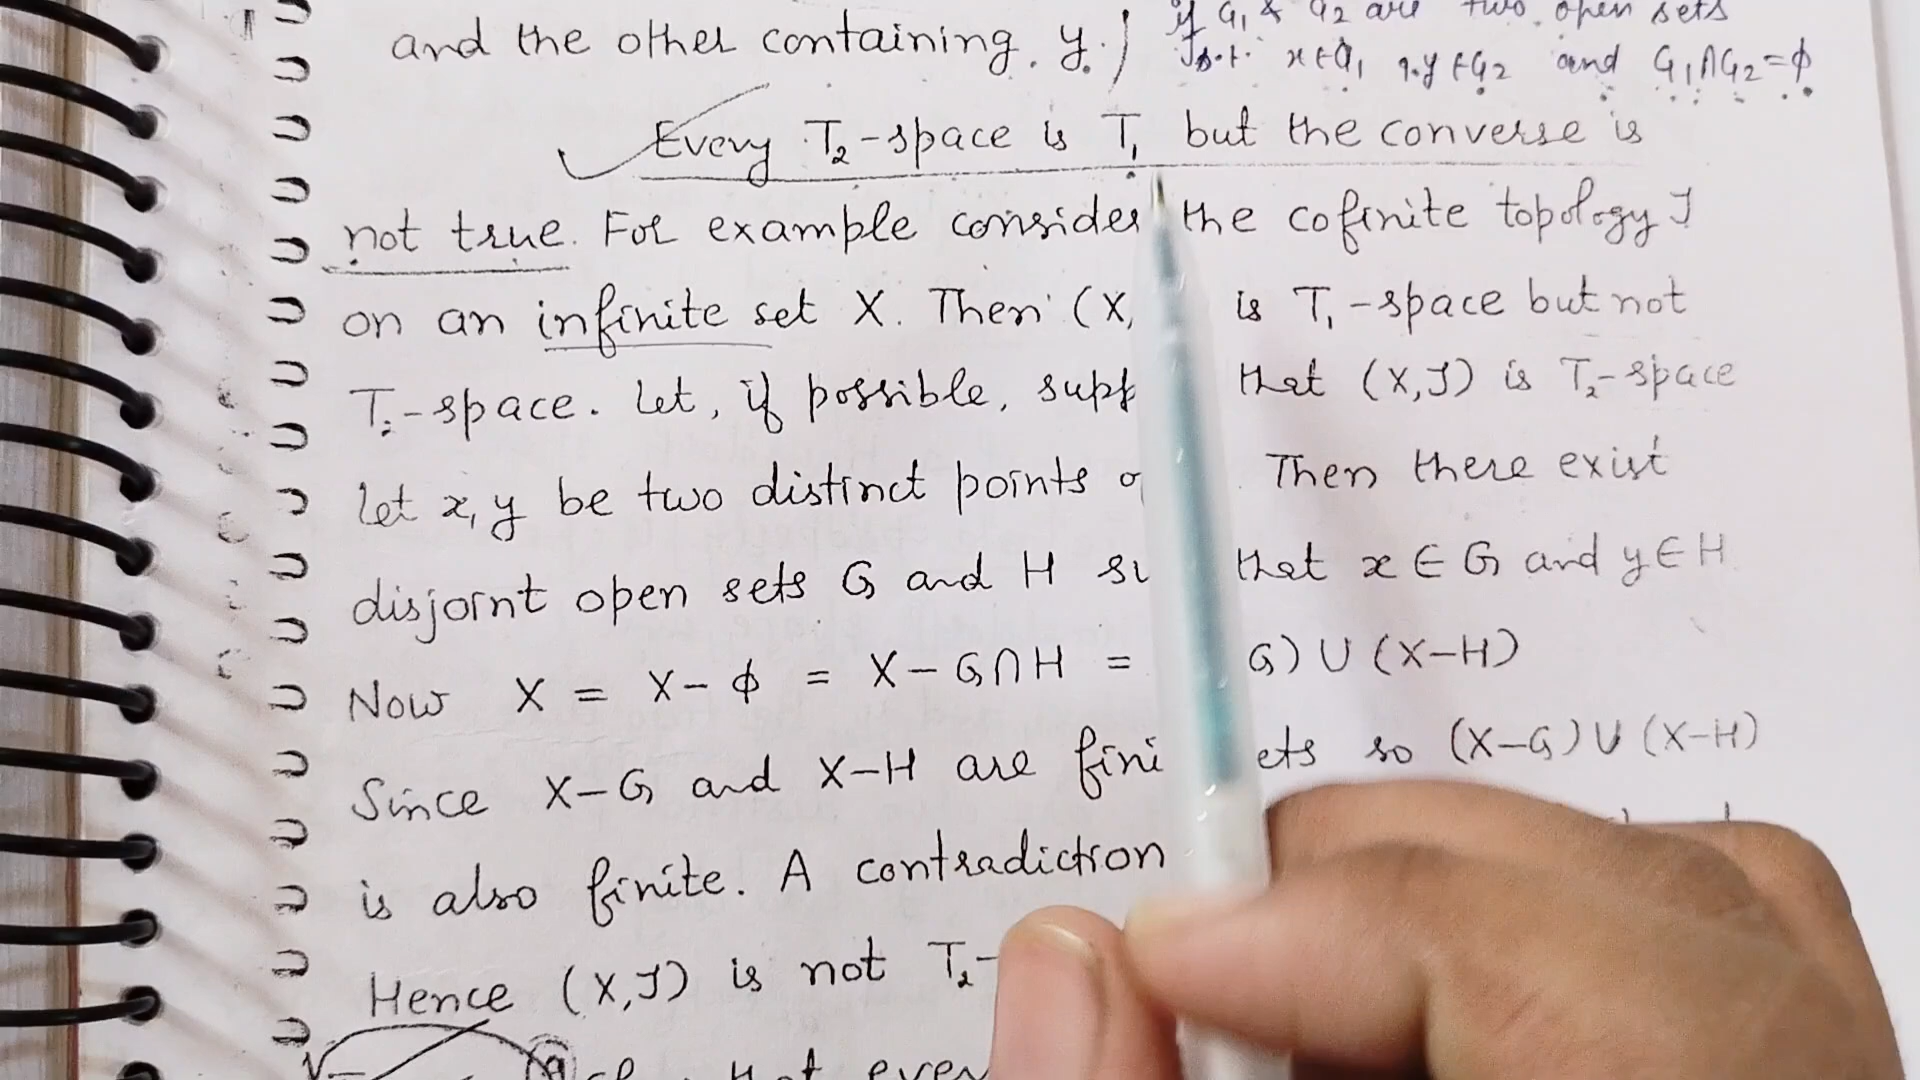 if G₁ & G₂ are two open sets
and the other containing. y.) s.t. x∈G₁ q.y∈G₂ and G₁∩G₂=ϕ
Every T₂-space is T₁ but the converse is
not true. For example consider the cofinite topology J
on an infinite set X. Then (X, is T₁-space but not
T₂-space. Let, if possible, that (X,J) is T₂-space
Let x,y be two distinct points Then there exist
disjoint open sets G and H that x∈G and y∈H
Now X = X-ϕ = X-G∩H = G)∪(X-H)
Since X-G and X-H are so (X-G)∪(X-H)
is also finite. A contradiction
Hence (X,J) is not T₂-